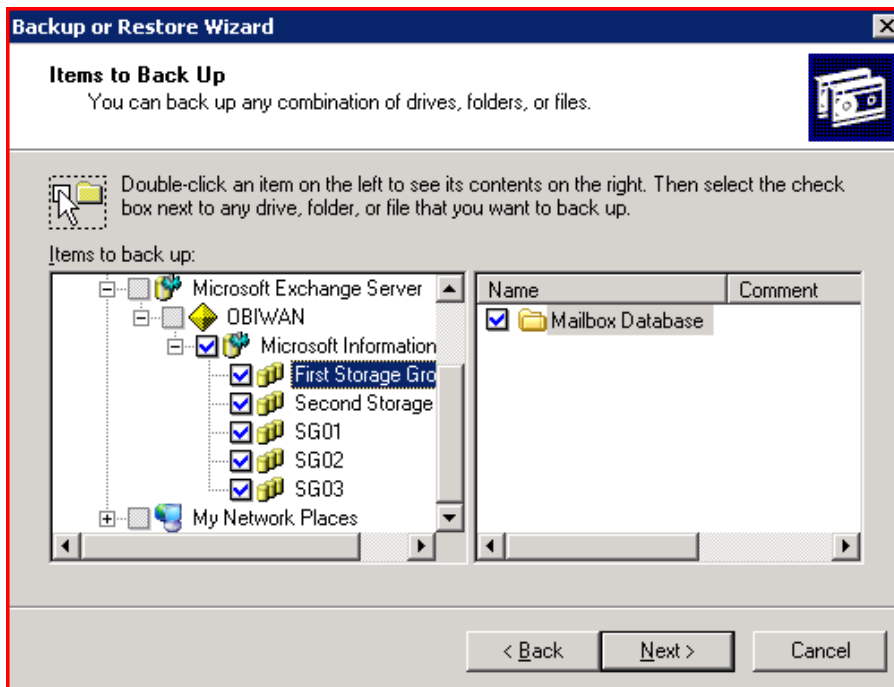 Backup or Restore Wizard
Items to Back Up
You can back up any combination of drives, folders, or files.
Double-click an item on the left to see its contents on the right. Then select the check
box next to any drive, folder, or file that you want to back up.
Items to back up:
Microsoft Exchange Server
OBIWAN
Microsoft Information
First Storage Gro
Second Storage
SG01
SG02
SG03
My Network Places
Name Comment
Mailbox Database
< Back Next > Cancel